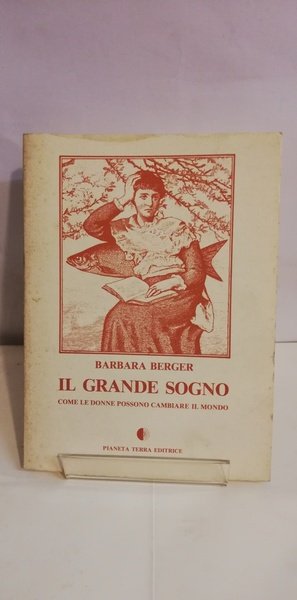 BARBARA BERGER
IL GRANDE SOGNO
COME LE DONNE POSSONO CAMBIARE IL MONDO
PIANETA TERRA EDITRICE